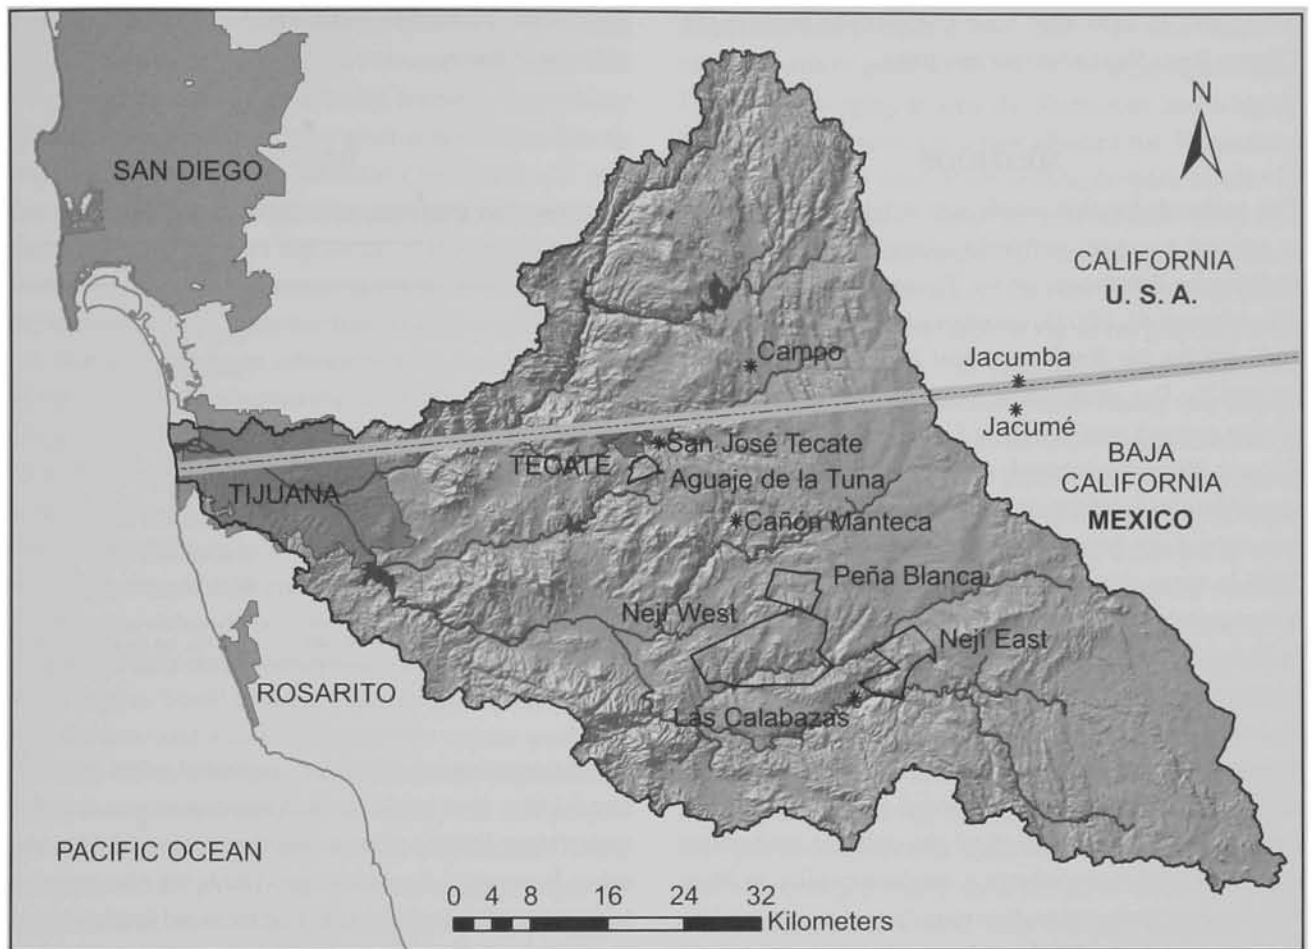 N
SAN DIEGO
CALIFORNIA
U. S. A.
Campo
Jacumba
Jacumé
San José Tecate
TECATE
Aguaje de la Tuna
BAJA
CALIFORNIA
MEXICO
TIJUANA
Cañón Manteca
Peña Blanca
Nejí West
Nejí East
ROSARITO
Las Calabazas
PACIFIC OCEAN
0 4 8 16 24 32
Kilometers